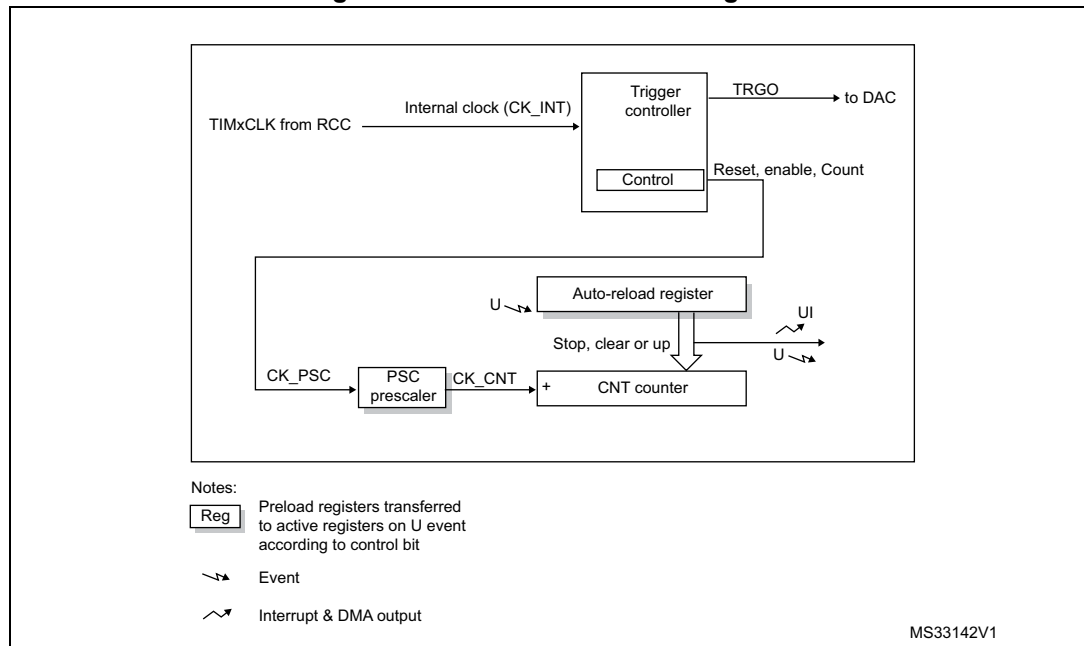 Trigger
controller
TRGO
to DAC
Internal clock (CK_INT)
TIMxCLK from RCC
Control
Reset, enable, Count
U
Auto-reload register
UI
Stop, clear or up
U
CK_PSC
PSC
prescaler
CK_CNT
+
CNT counter
Notes:
Reg
Preload registers transferred
to active registers on U event
according to control bit
Event
Interrupt & DMA output
MS33142V1